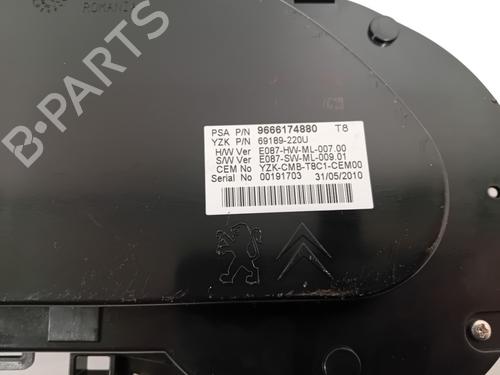 ROMANIA
PSA P/N 9666174880 T8
YZK P/N 69189-220U
H/W Ver E087-HW-ML-007.00
S/W Ver E087-SW-ML-009.01
CEM No YZK-CMB-T8C1-CEM00
Serial No 00191703 31/05/2010
B-PARTS